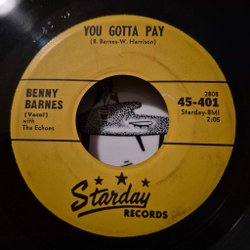 YOU GOTTA PAY
(B. Barnes-W. Harrison)
BENNY
BARNES
(Vocal)
with
The Echoes
2808
45-401
Starday-BMI
2:05
Starday
RECORDS